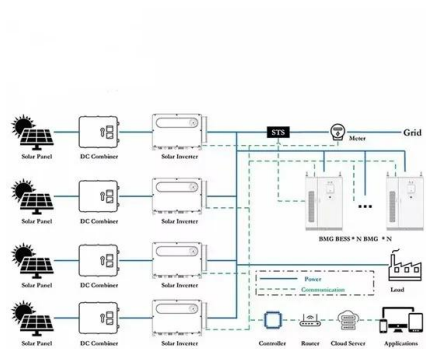 STS
Meter
Grid
Solar Panel
DC Combiner
Solar Inverter
BMG BESS * N BMG * N
Solar Panel
DC Combiner
Solar Inverter
Solar Panel
DC Combiner
Solar Inverter
Power
Communication
Load
Solar Panel
DC Combiner
Solar Inverter
Controller
Router
Cloud Server
Applications